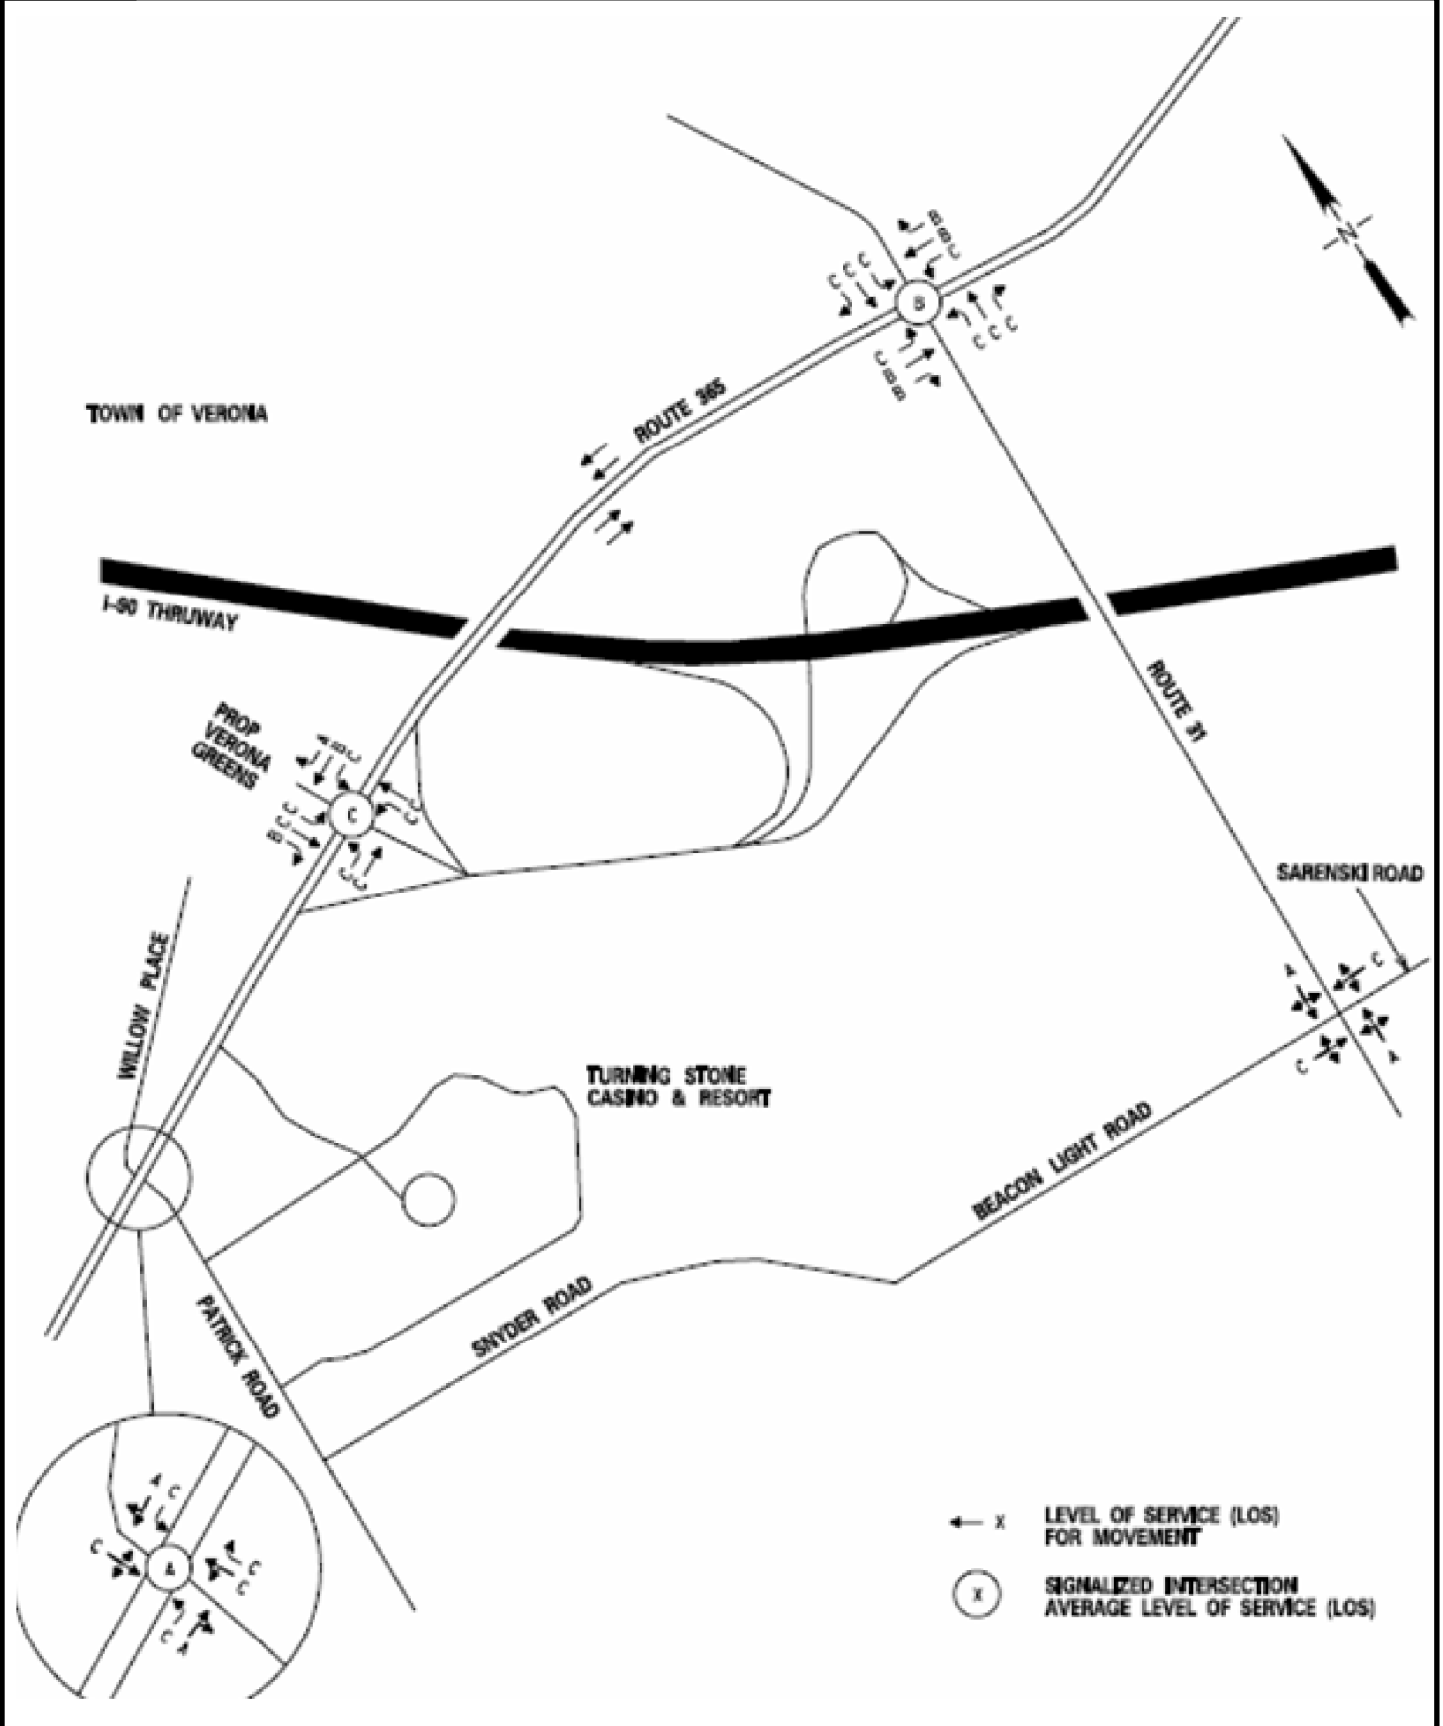 N
B
B
C
C
C
C
B
C
C
C
C
B
B
ROUTE 365
TOWN OF VERONA
I-90 THRUWAY
ROUTE 31
PROP
VERONA
GREENS
A
B
C
C
C
C
C
C
B
C
C
SARENSKI ROAD
WILLOW PLACE
A
C
C
A
TURNING STONE
CASINO & RESORT
BEACON LIGHT ROAD
SNYDER ROAD
PATRICK ROAD
A
C
C
A
C
C
C
A
X
LEVEL OF SERVICE (LOS)
FOR MOVEMENT
X
SIGNALIZED INTERSECTION
AVERAGE LEVEL OF SERVICE (LOS)